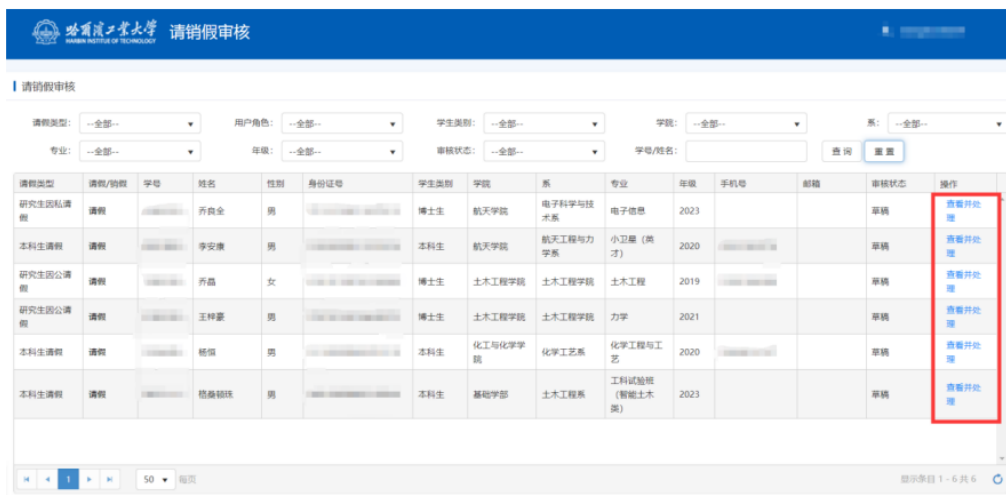 哈尔滨工业大学 请销假审核
HARBIN INSTITUTE OF TECHNOLOGY
请销假审核
请假类型： --全部-- 用户角色： --全部-- 学生类别： --全部-- 学院： --全部-- 系： --全部--
专业： --全部-- 年级： --全部-- 审核状态： --全部-- 学号/姓名： 查询 重置
请假类型 请假/销假 学号 姓名 性别 身份证号 学生类别 学院 系 专业 年级 手机号 邮箱 审核状态 操作
研究生因私请假 请假 乔良全 男 博士生 航天学院 电子科学与技术系 电子信息 2023 草稿 查看并处理
本科生请假 请假 李安康 男 本科生 航天学院 航天工程与力学系 小卫星（英才） 2020 草稿 查看并处理
研究生因公请假 请假 乔晶 女 博士生 土木工程学院 土木工程学院 土木工程 2019 草稿 查看并处理
研究生因公请假 请假 王梓豪 男 博士生 土木工程学院 土木工程学院 力学 2021 草稿 查看并处理
本科生请假 请假 杨恒 男 本科生 化工与化学学院 化学工艺系 化学工程与工艺 2020 草稿 查看并处理
本科生请假 请假 男 本科生 基础学部 土木工程系 工科试验班（智能土木类） 2023 草稿 查看并处理
1 50 每页 显示条目 1 - 6 共 6